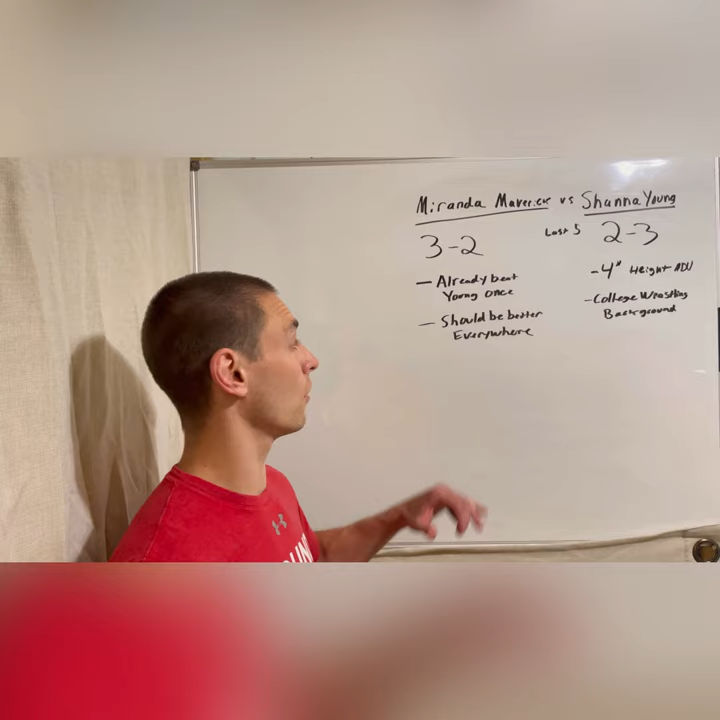 Miranda Maverick vs Shanna Young
3-2 Last 5 2-3
- Already beat
Young once
- Should be better
Everywhere
- 4" Height ADV
- College Wrestling
Background